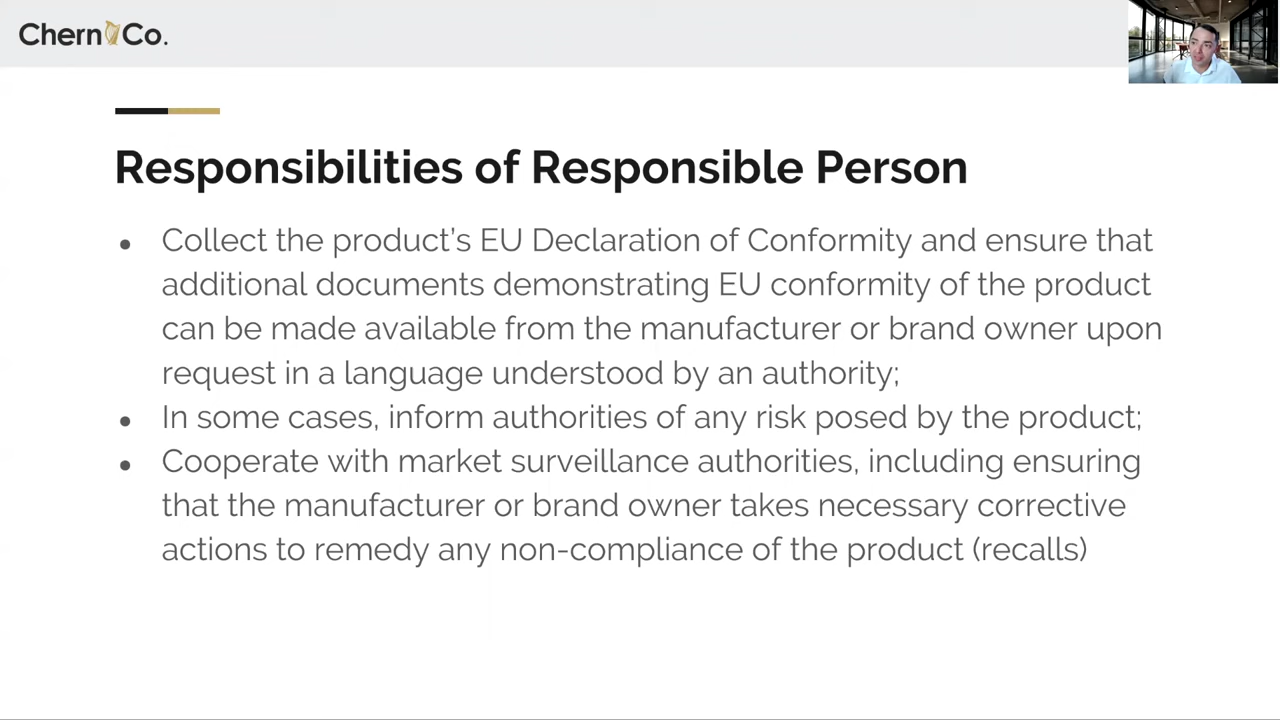 Chern Co.
Responsibilities of Responsible Person
● Collect the product's EU Declaration of Conformity and ensure that
additional documents demonstrating EU conformity of the product
can be made available from the manufacturer or brand owner upon
request in a language understood by an authority;
● In some cases, inform authorities of any risk posed by the product;
● Cooperate with market surveillance authorities, including ensuring
that the manufacturer or brand owner takes necessary corrective
actions to remedy any non-compliance of the product (recalls)